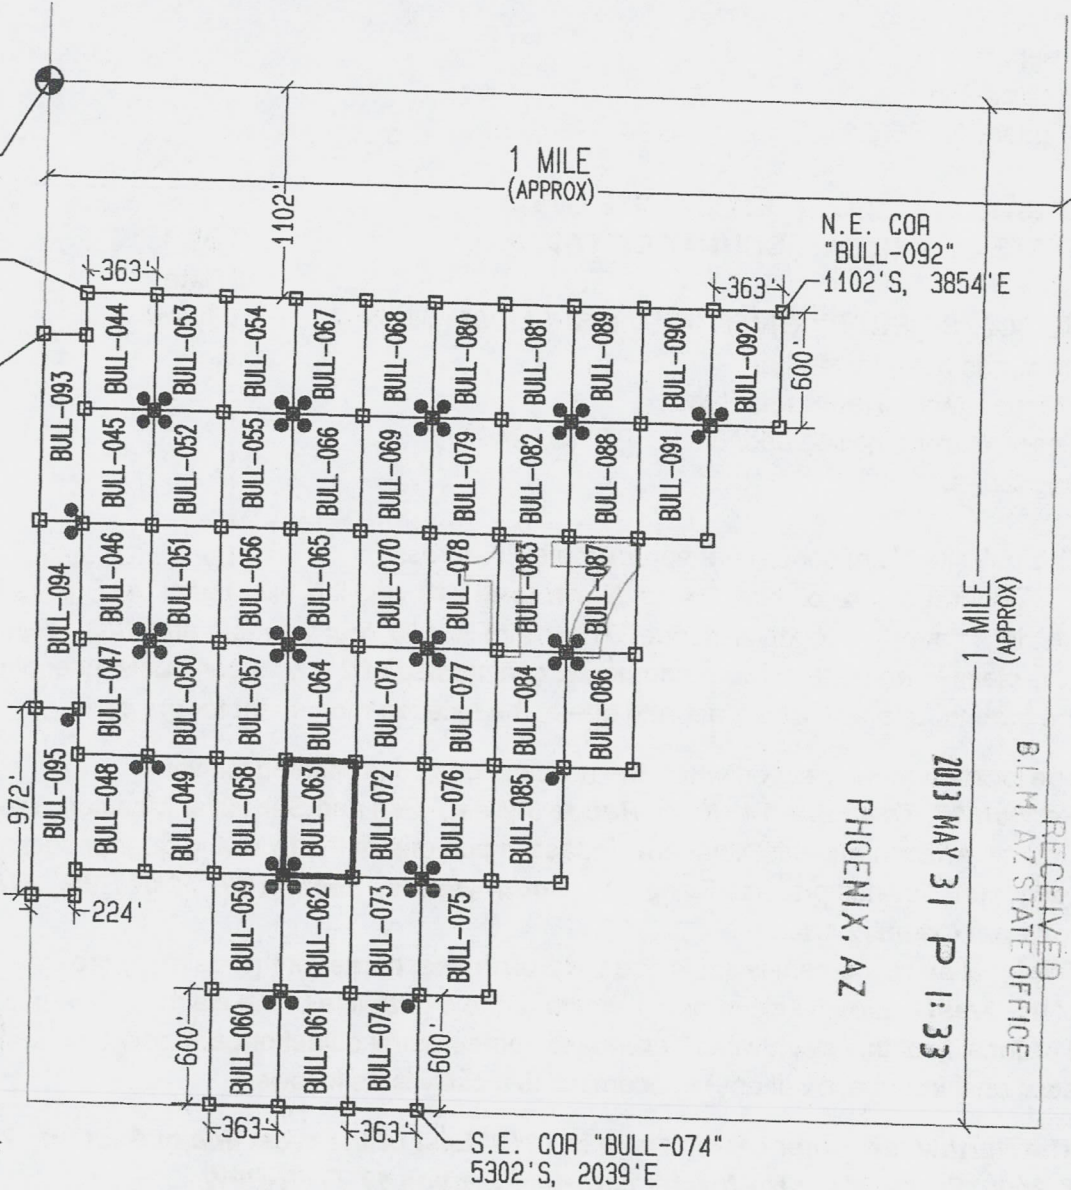 1 MILE
(APPROX)
1102'
N.E. COR
"BULL-092"
1102'S, 3854'E
363'
363'
600'
BULL-044
BULL-053
BULL-054
BULL-067
BULL-068
BULL-080
BULL-081
BULL-089
BULL-090
BULL-092
BULL-093
BULL-045
BULL-052
BULL-055
BULL-066
BULL-069
BULL-079
BULL-082
BULL-088
BULL-091
BULL-094
BULL-046
BULL-051
BULL-056
BULL-065
BULL-070
BULL-078
BULL-083
BULL-087
BULL-047
BULL-050
BULL-057
BULL-064
BULL-071
BULL-077
BULL-084
BULL-086
1 MILE
(APPROX)
972'
BULL-095
BULL-048
BULL-049
BULL-058
BULL-063
BULL-072
BULL-076
BULL-085
224'
BULL-059
BULL-062
BULL-073
BULL-075
600'
BULL-060
BULL-061
BULL-074
600'
363'
363'
S.E. COR "BULL-074"
5302'S, 2039'E
RECEIVED
B.L.M. AZ STATE OFFICE
2013 MAY 31 P 1:33
PHOENIX, AZ